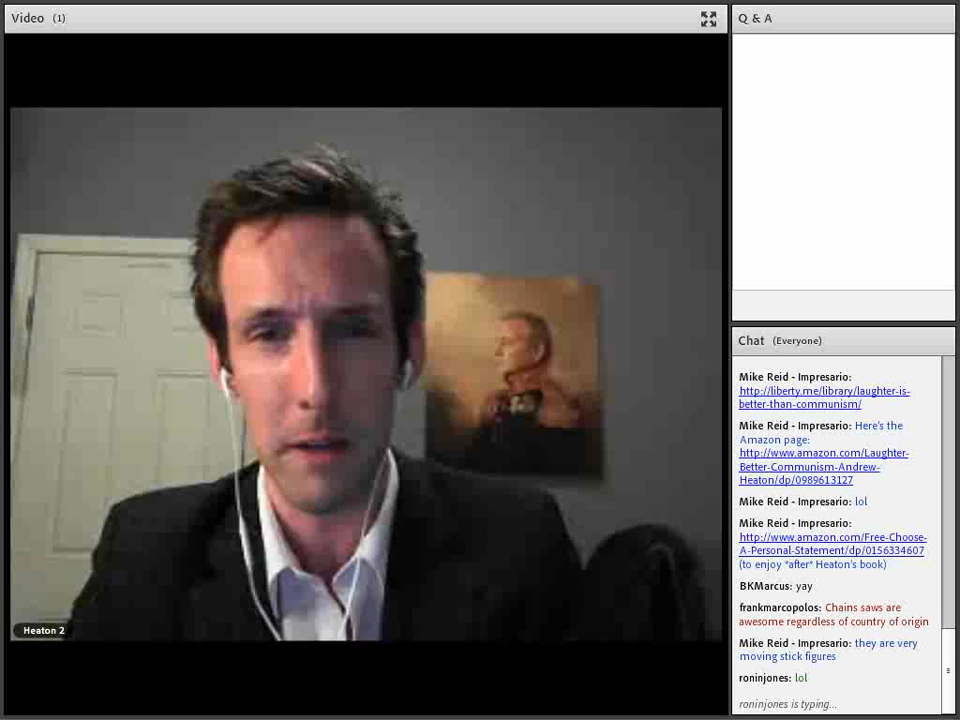 Video (1)
Heaton 2
Q & A
Chat (Everyone)
Mike Reid - Impresario:
http://liberty.me/library/laughter-is-
better-than-communism/
Mike Reid - Impresario: Here's the
Amazon page:
http://www.amazon.com/Laughter-
Better-Communism-Andrew-
Heaton/dp/0989613127
Mike Reid - Impresario: lol
Mike Reid - Impresario:
http://www.amazon.com/Free-Choose-
A-Personal-Statement/dp/0156334607
(to enjoy *after* Heaton's book)
BKMarcus: yay
frankmarcopolos: Chains saws are
awesome regardless of country of origin
Mike Reid - Impresario: they are very
moving stick figures
roninjones: lol
roninjones is typing...